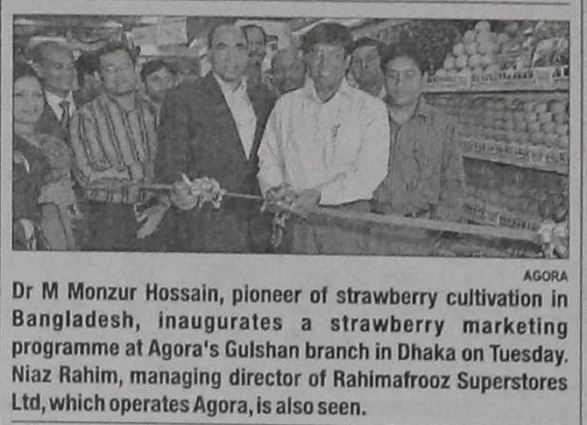 AGORA
Dr M Monzur Hossain, pioneer of strawberry cultivation in
Bangladesh, inaugurates a strawberry marketing
programme at Agora's Gulshan branch in Dhaka on Tuesday.
Niaz Rahim, managing director of Rahimafrooz Superstores
Ltd, which operates Agora, is also seen.